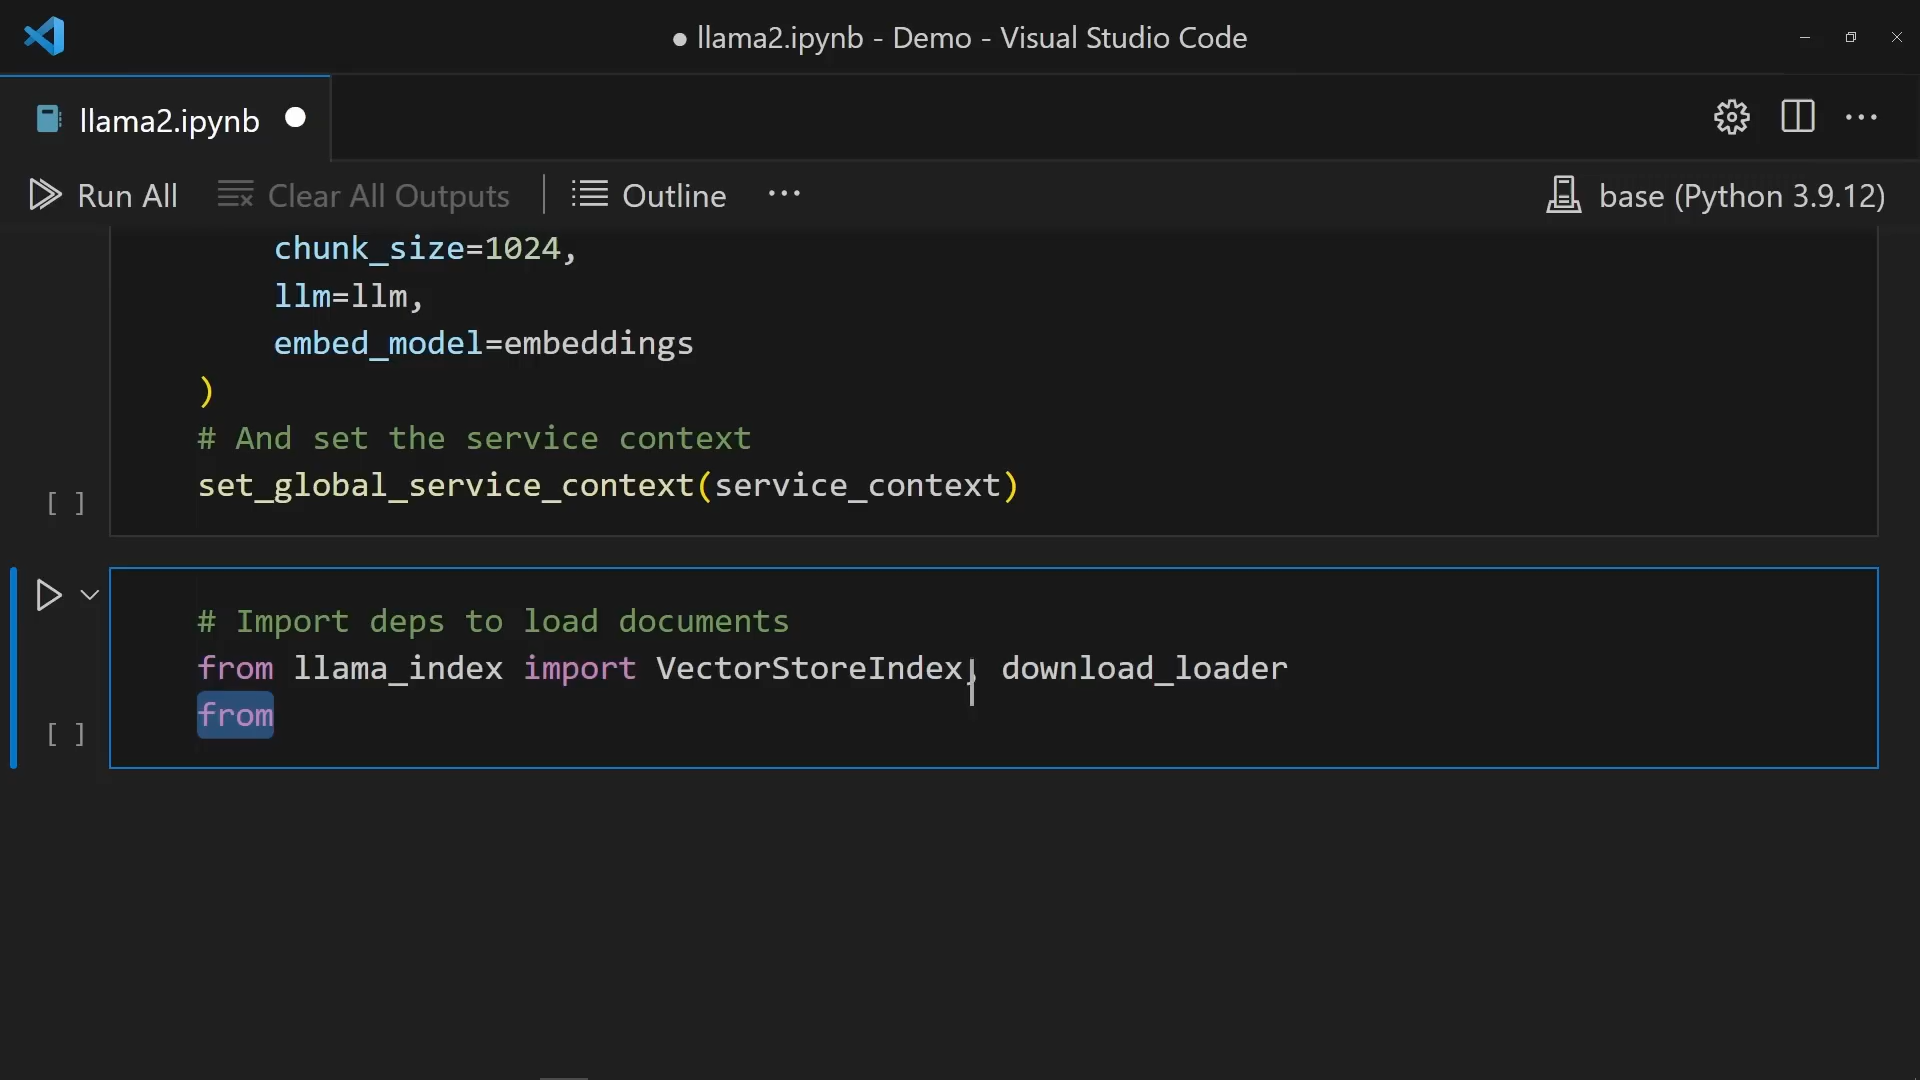 ● llama2.ipynb - Demo - Visual Studio Code
llama2.ipynb ●
Run All Clear All Outputs Outline ··· base (Python 3.9.12)
chunk_size=1024,
llm=llm,
embed_model=embeddings
)
# And set the service context
set_global_service_context(service_context)
[ ]
# Import deps to load documents
from llama_index import VectorStoreIndex, download_loader
from
[ ]